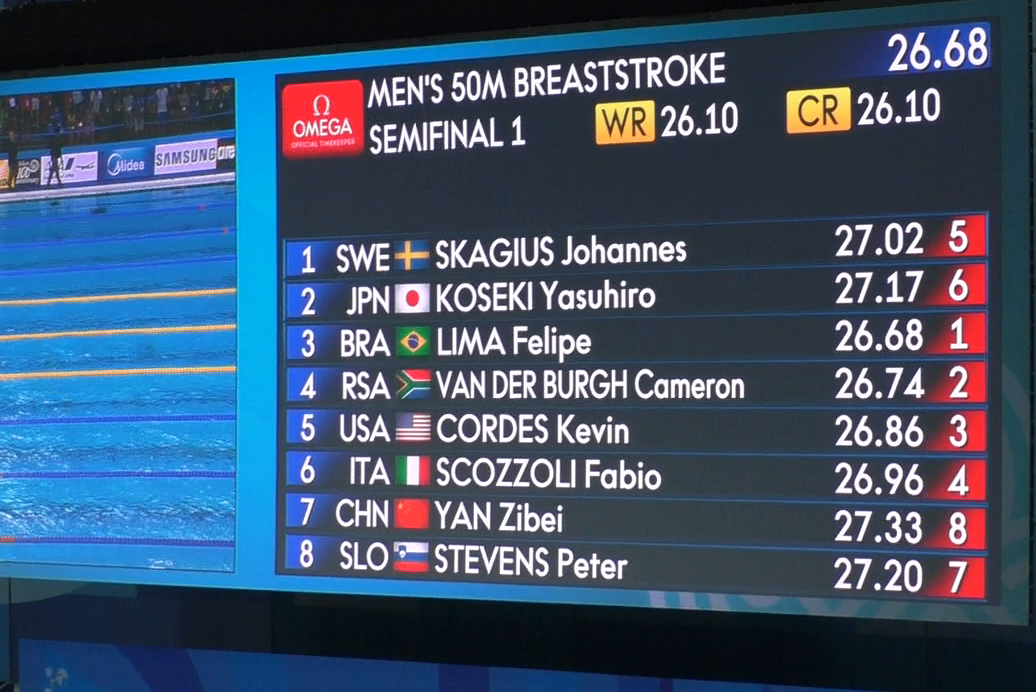 Ω
OMEGA
OFFICIAL TIMEKEEPER
MEN'S 50M BREASTSTROKE
26.68
SEMIFINAL 1
WR 26.10
CR 26.10
Midea
SAMSUNG
1 SWE SKAGIUS Johannes 27.02 5
2 JPN KOSEKI Yasuhiro 27.17 6
3 BRA LIMA Felipe 26.68 1
4 RSA VAN DER BURGH Cameron 26.74 2
5 USA CORDES Kevin 26.86 3
6 ITA SCOZZOLI Fabio 26.96 4
7 CHN YAN Zibei 27.33 8
8 SLO STEVENS Peter 27.20 7